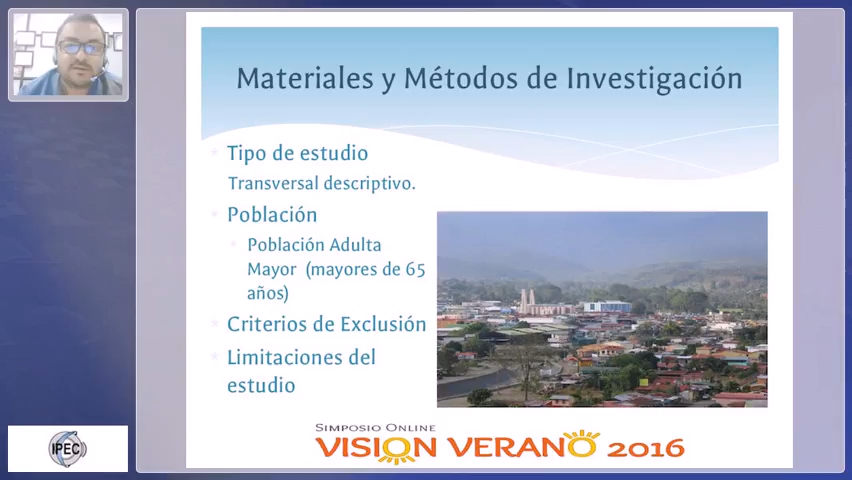 Materiales y Métodos de Investigación
Tipo de estudio
Transversal descriptivo.
Población
Población Adulta
Mayor (mayores de 65
años)
Criterios de Exclusión
Limitaciones del
estudio
SIMPOSIO ONLINE
VISION VERANO 2016
IPEC